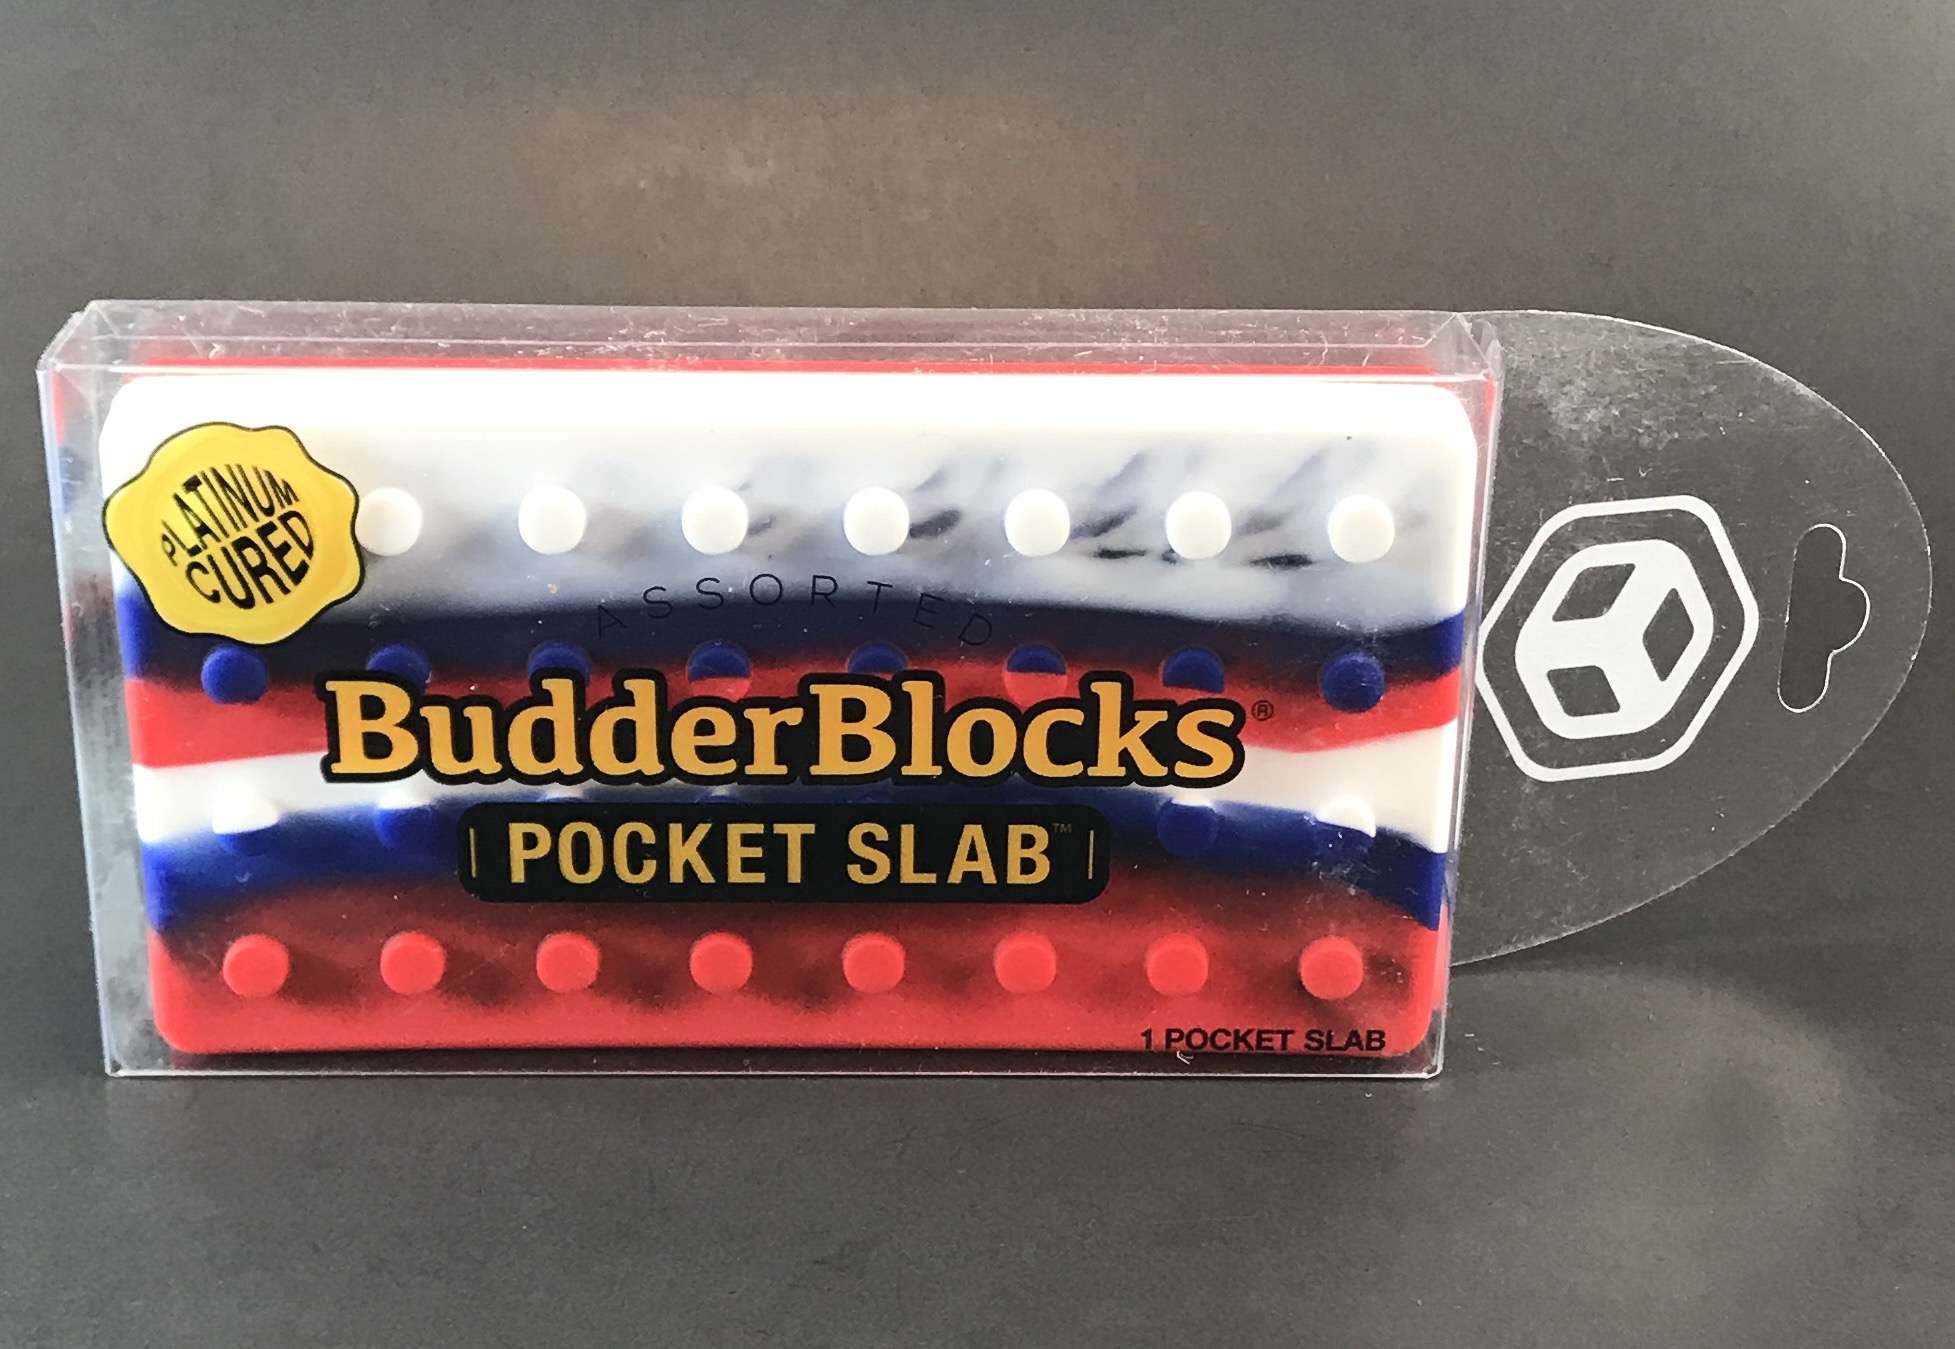 PLATINUM
CURED
ASSORTED
BudderBlocks®
POCKET SLAB™
1 POCKET SLAB